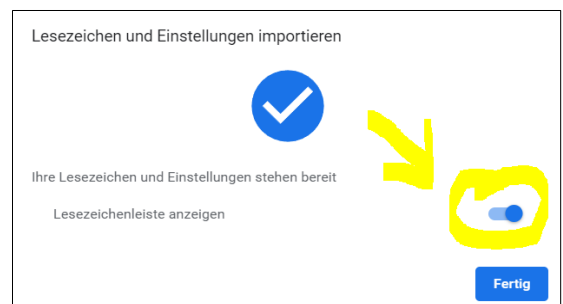 Lesezeichen und Einstellungen importieren
Ihre Lesezeichen und Einstellungen stehen bereit
Lesezeichenleiste anzeigen
Fertig